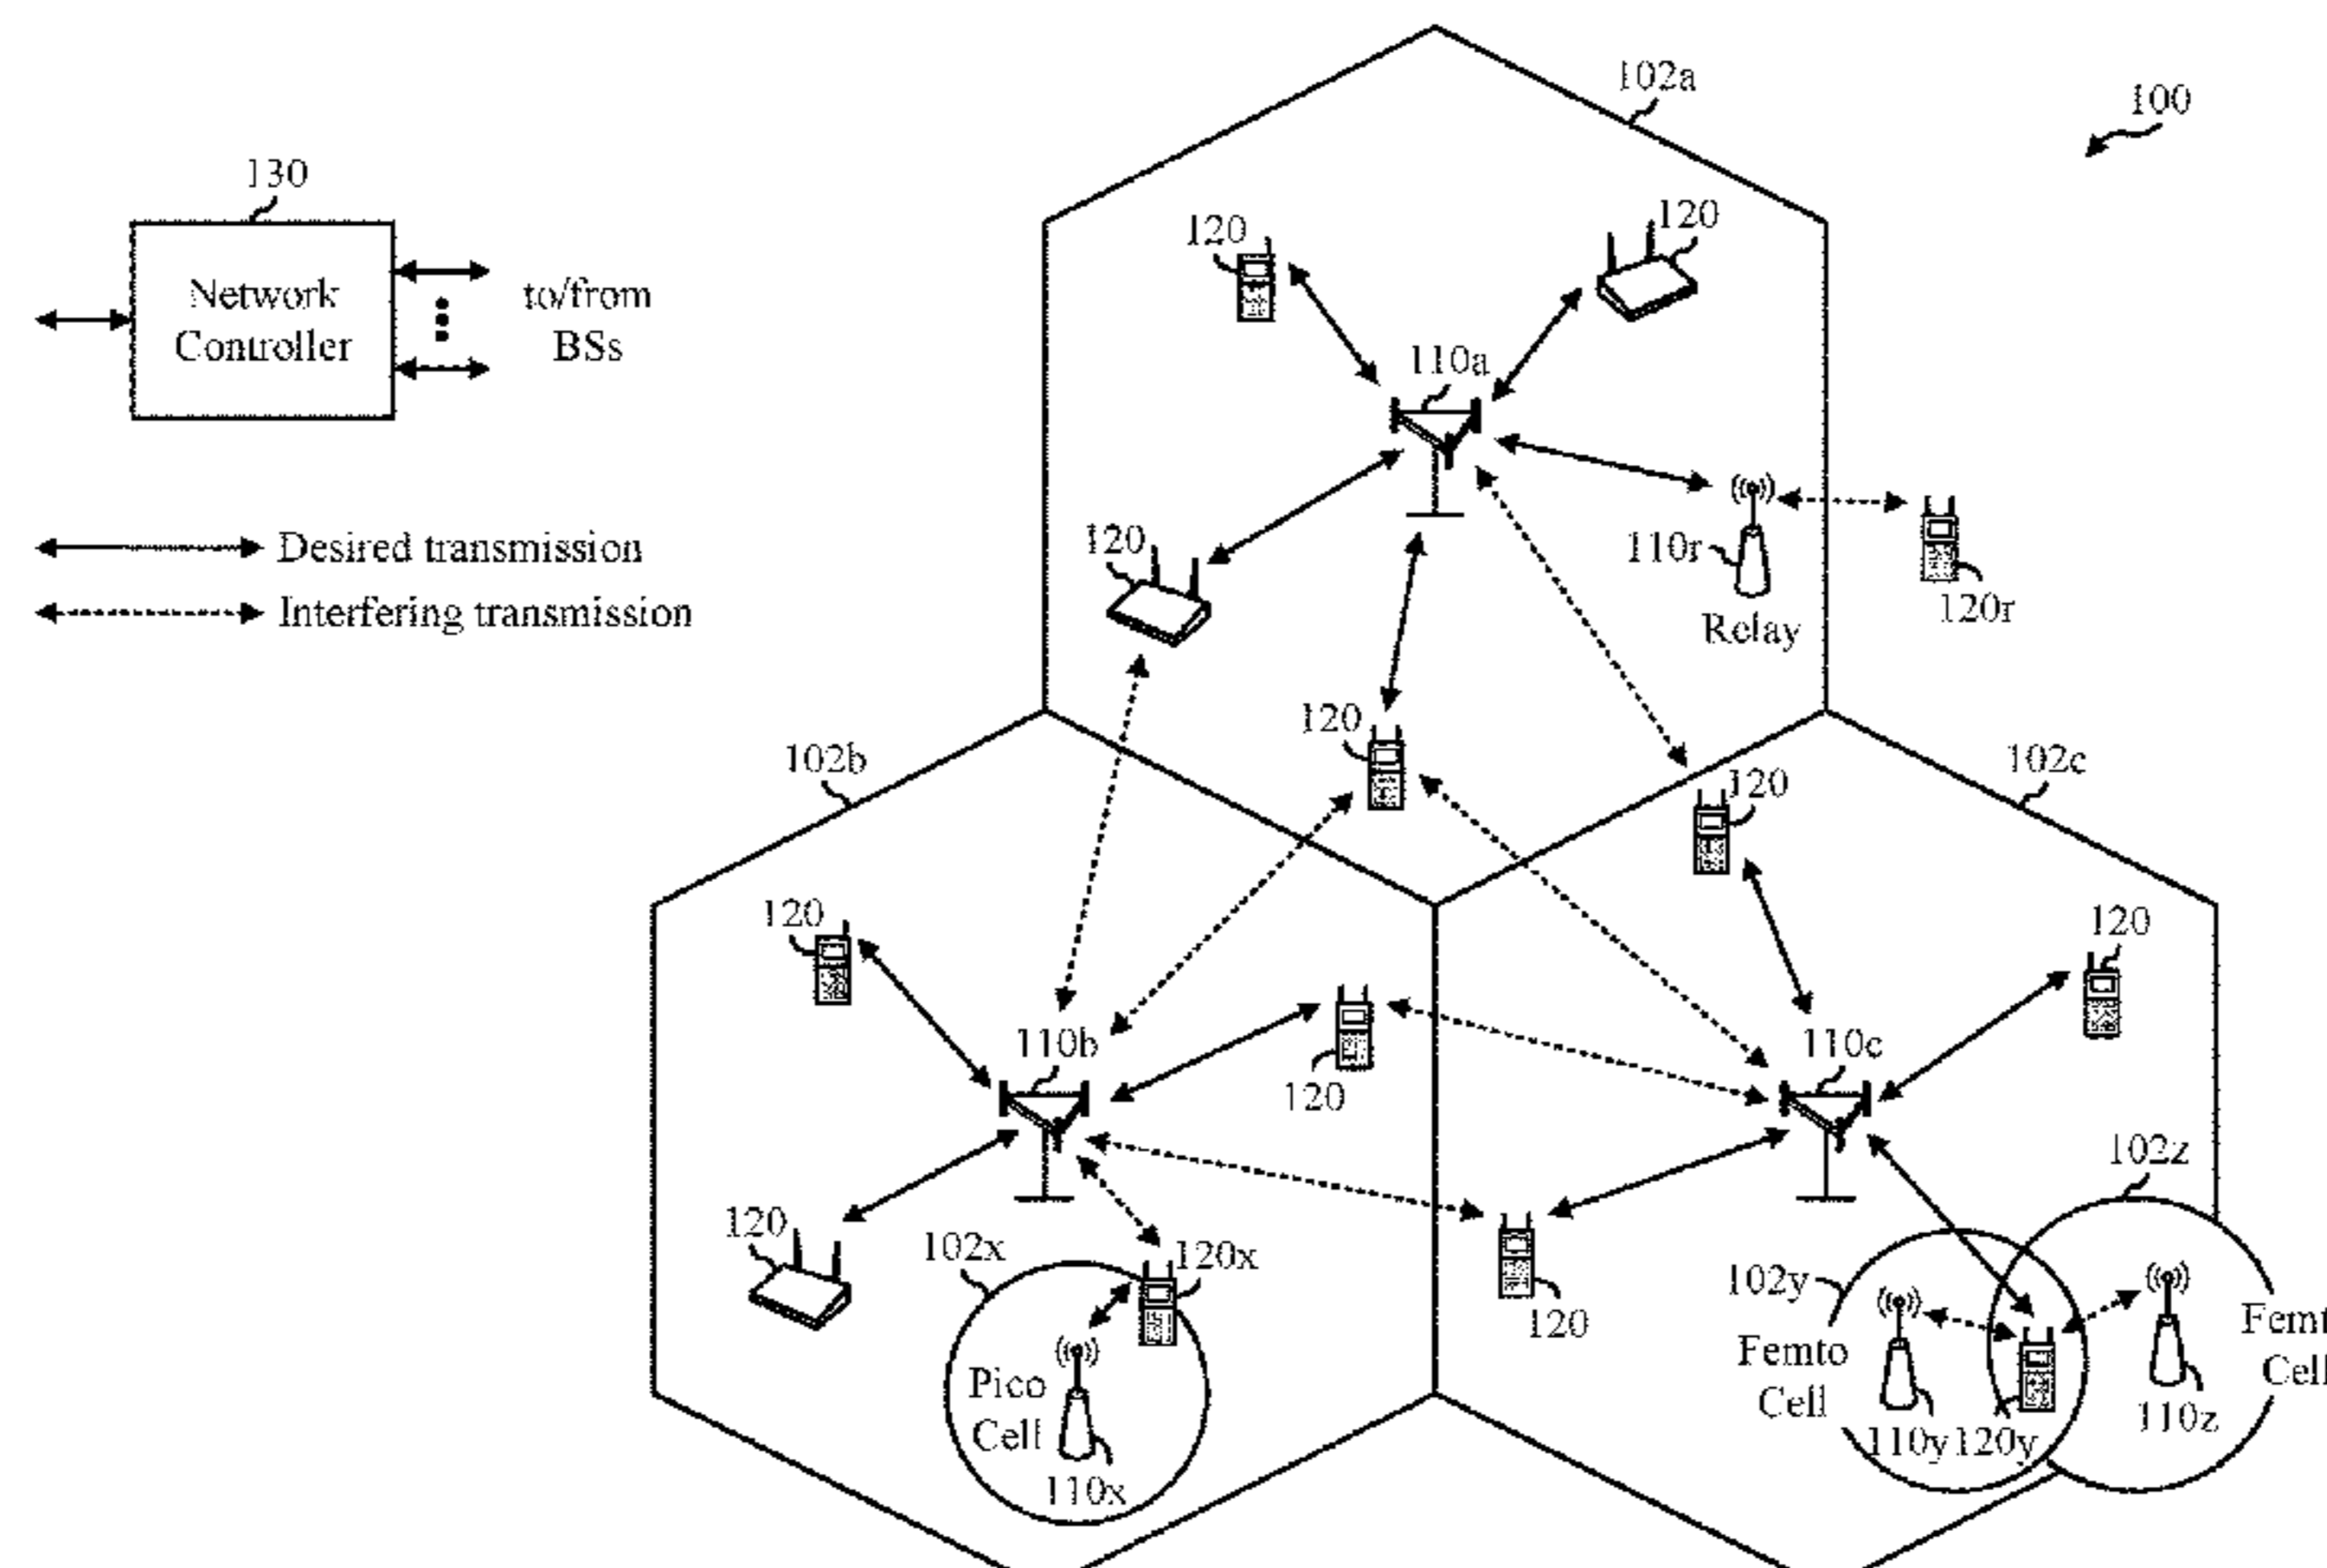 102a
100
130
120
120
Network
Controller
to/from
BSs
110a
Desired transmission
Interfering transmission
120
110r
Relay
120r
120
102b
102c
120
120
120
110b
120
110c
102z
120
102x
120x
102y
120
Pico
Cell
Femto
Cell
Femt
Cell
110x
110y
120y
110z